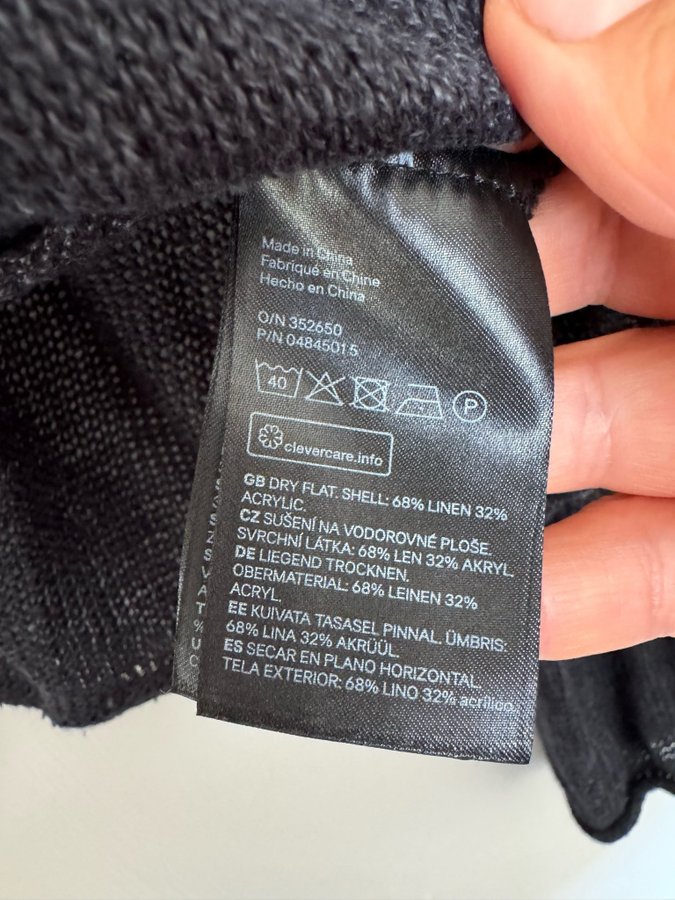 Made in China
Fabriqué en Chine
Hecho en China
O/N 352650
P/N 04845015
40
P
clevercare.info
GB DRY FLAT. SHELL: 68% LINEN 32%
ACRYLIC.
CZ SUŠENÍ NA VODOROVNÉ PLOŠE.
SVRCHNÍ LÁTKA: 68% LEN 32% AKRYL.
DE LIEGEND TROCKNEN.
OBERMATERIAL: 68% LEINEN 32%
ACRYL.
EE KUIVATA TASASEL PINNAL. ÜMBRIS:
68% LINA 32% AKRÜÜL.
ES SECAR EN PLANO HORIZONTAL.
TELA EXTERIOR: 68% LINO 32% acrílico.